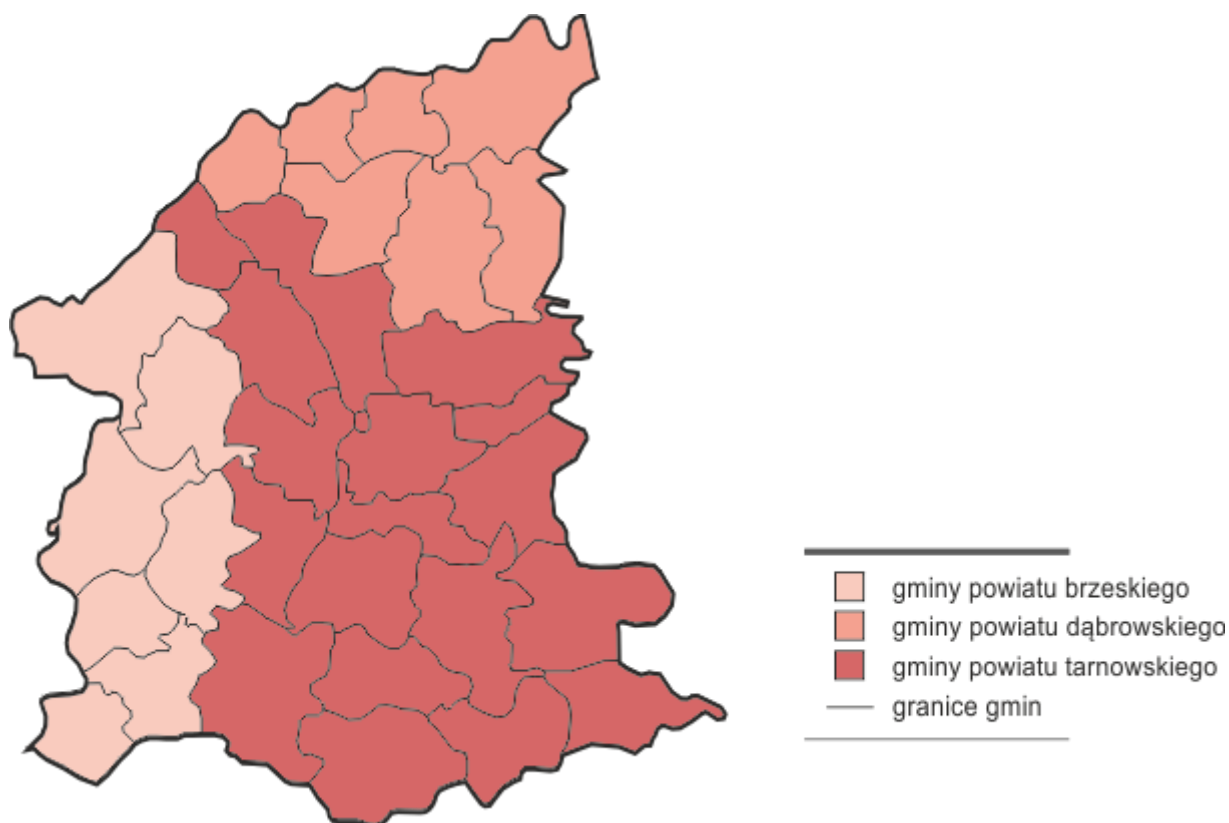 gminy powiatu brzeskiego
gminy powiatu dąbrowskiego
gminy powiatu tarnowskiego
granice gmin